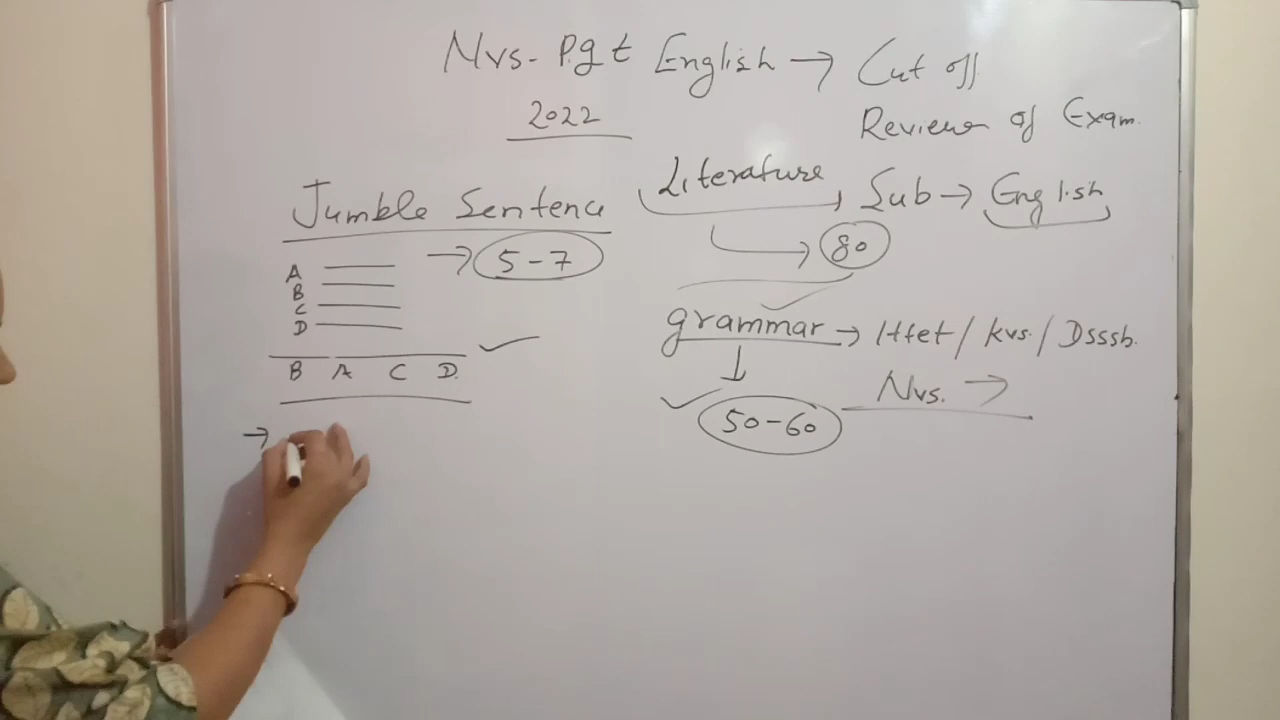 Nvs. Pgt English → Cut off
2022
Review of Exam.
Jumble Sentence
→ 5-7
A
B
C
D
B A C D.
→
Literature
Sub → English
→ 80
grammar → Htet / kvs. / Dsssb.
Nvs. →
50-60